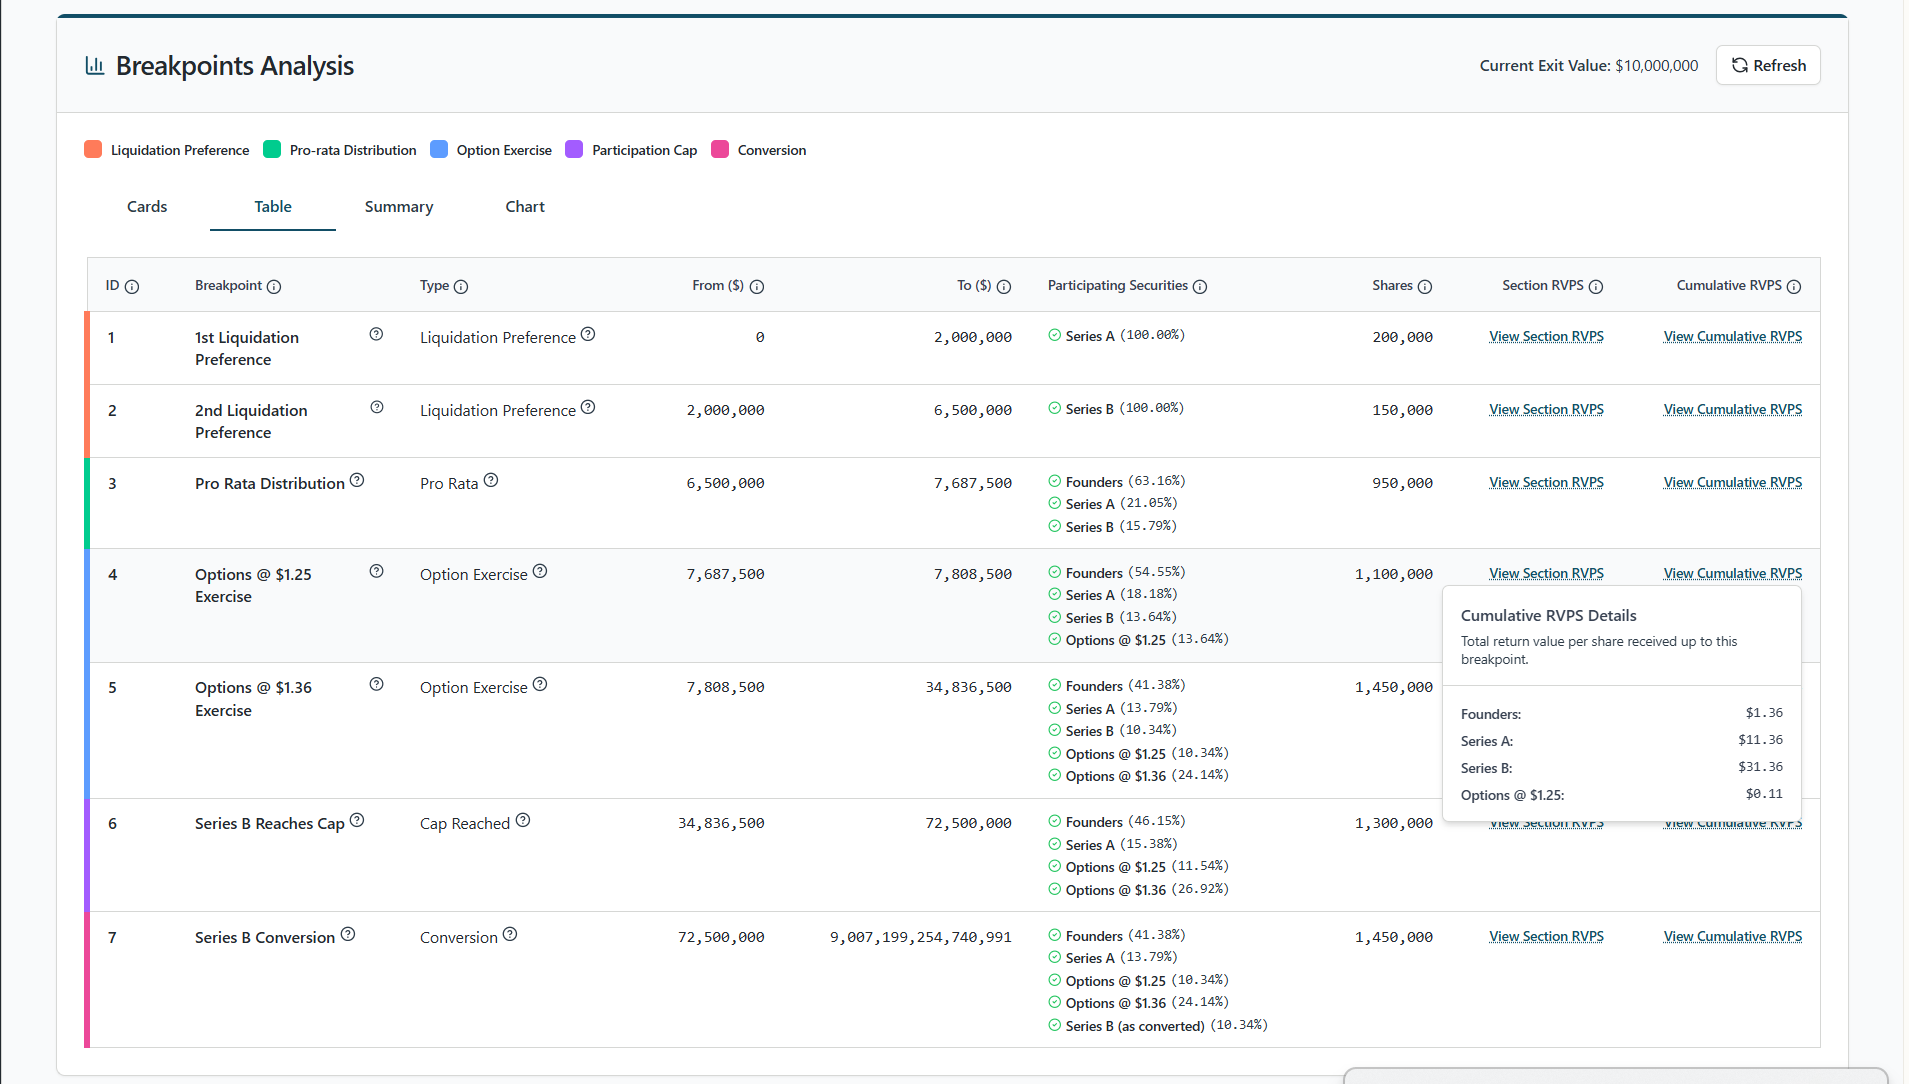 Breakpoints Analysis
Current Exit Value: $10,000,000
Refresh
Liquidation Preference
Pro-rata Distribution
Option Exercise
Participation Cap
Conversion
Cards
Table
Summary
Chart
ID
Breakpoint
Type
From ($)
To ($)
Participating Securities
Shares
Section RVPS
Cumulative RVPS
1
1st Liquidation
Preference
Liquidation Preference
0
2,000,000
Series A (100.00%)
200,000
View Section RVPS
View Cumulative RVPS
2
2nd Liquidation
Preference
Liquidation Preference
2,000,000
6,500,000
Series B (100.00%)
150,000
View Section RVPS
View Cumulative RVPS
3
Pro Rata Distribution
Pro Rata
6,500,000
7,687,500
Founders (63.16%)
Series A (21.05%)
Series B (15.79%)
950,000
View Section RVPS
View Cumulative RVPS
4
Options @ $1.25
Exercise
Option Exercise
7,687,500
7,808,500
Founders (54.55%)
Series A (18.18%)
Series B (13.64%)
Options @ $1.25 (13.64%)
1,100,000
View Section RVPS
View Cumulative RVPS
Cumulative RVPS Details
Total return value per share received up to this
breakpoint.
Founders: $1.36
Series A: $11.36
Series B: $31.36
Options @ $1.25: $0.11
5
Options @ $1.36
Exercise
Option Exercise
7,808,500
34,836,500
Founders (41.38%)
Series A (13.79%)
Series B (10.34%)
Options @ $1.25 (10.34%)
Options @ $1.36 (24.14%)
1,450,000
6
Series B Reaches Cap
Cap Reached
34,836,500
72,500,000
Founders (46.15%)
Series A (15.38%)
Options @ $1.25 (11.54%)
Options @ $1.36 (26.92%)
1,300,000
View Section RVPS
View Cumulative RVPS
7
Series B Conversion
Conversion
72,500,000
9,007,199,254,740,991
Founders (41.38%)
Series A (13.79%)
Options @ $1.25 (10.34%)
Options @ $1.36 (24.14%)
Series B (as converted) (10.34%)
1,450,000
View Section RVPS
View Cumulative RVPS